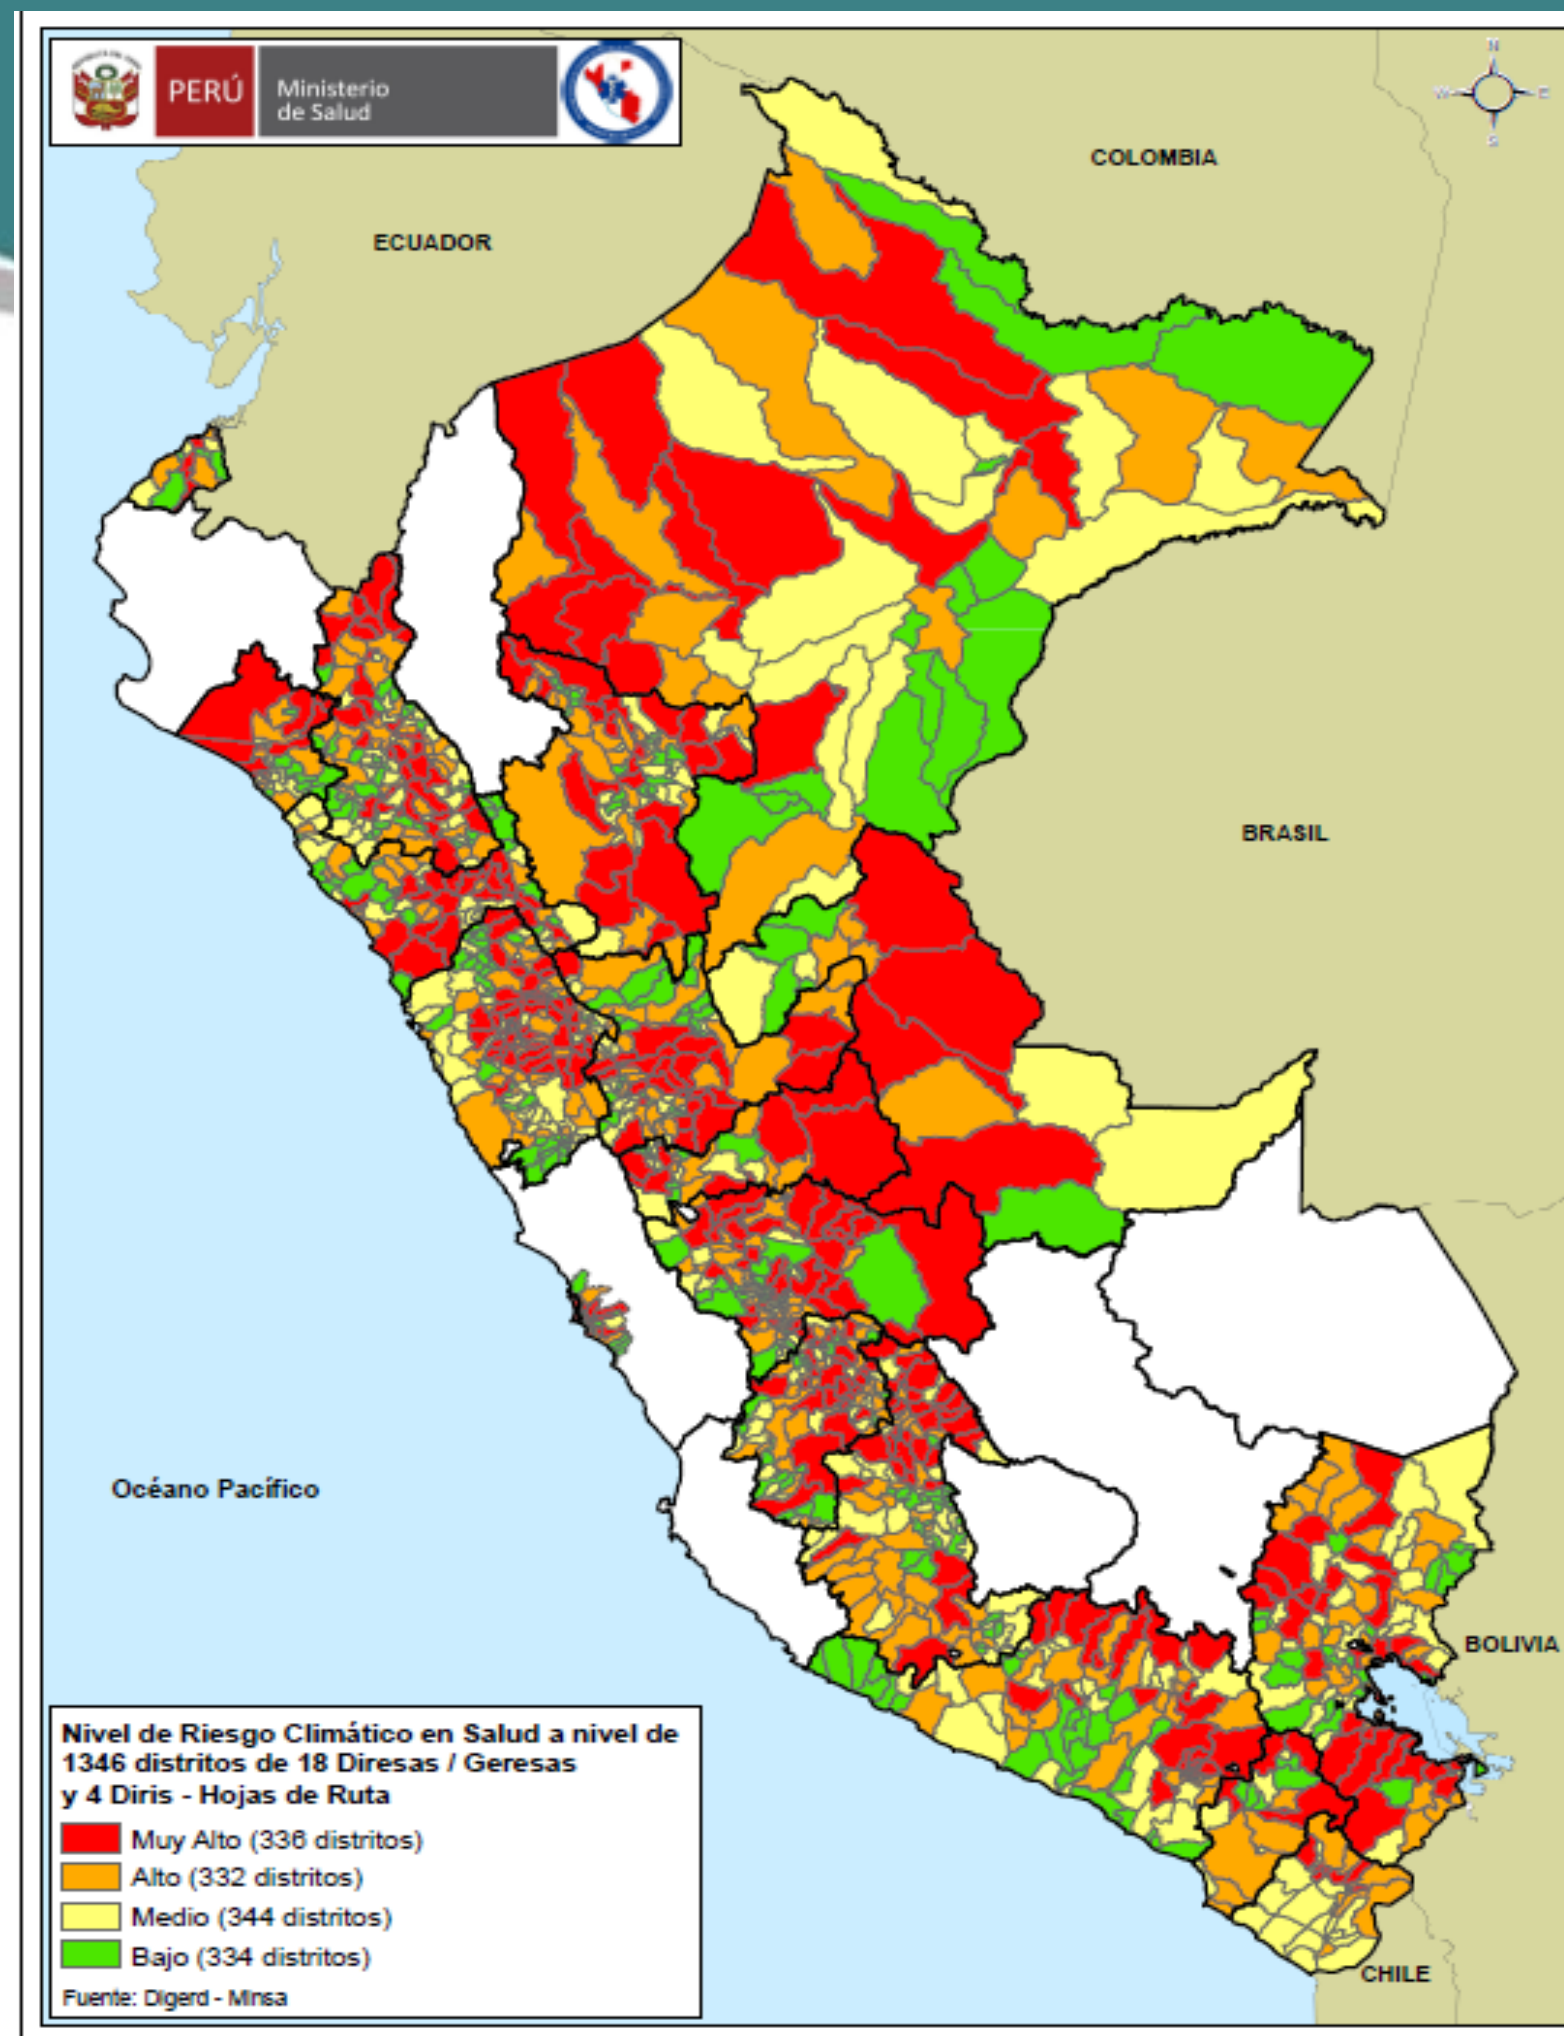 PERÚ
Ministerio
de Salud
N
W
E
S
COLOMBIA
ECUADOR
BRASIL
Océano Pacífico
BOLIVIA
CHILE
Nivel de Riesgo Climático en Salud a nivel de
1346 distritos de 18 Diresas / Geresas
y 4 Diris - Hojas de Ruta
Muy Alto (336 distritos)
Alto (332 distritos)
Medio (344 distritos)
Bajo (334 distritos)
Fuente: Digerd - Minsa